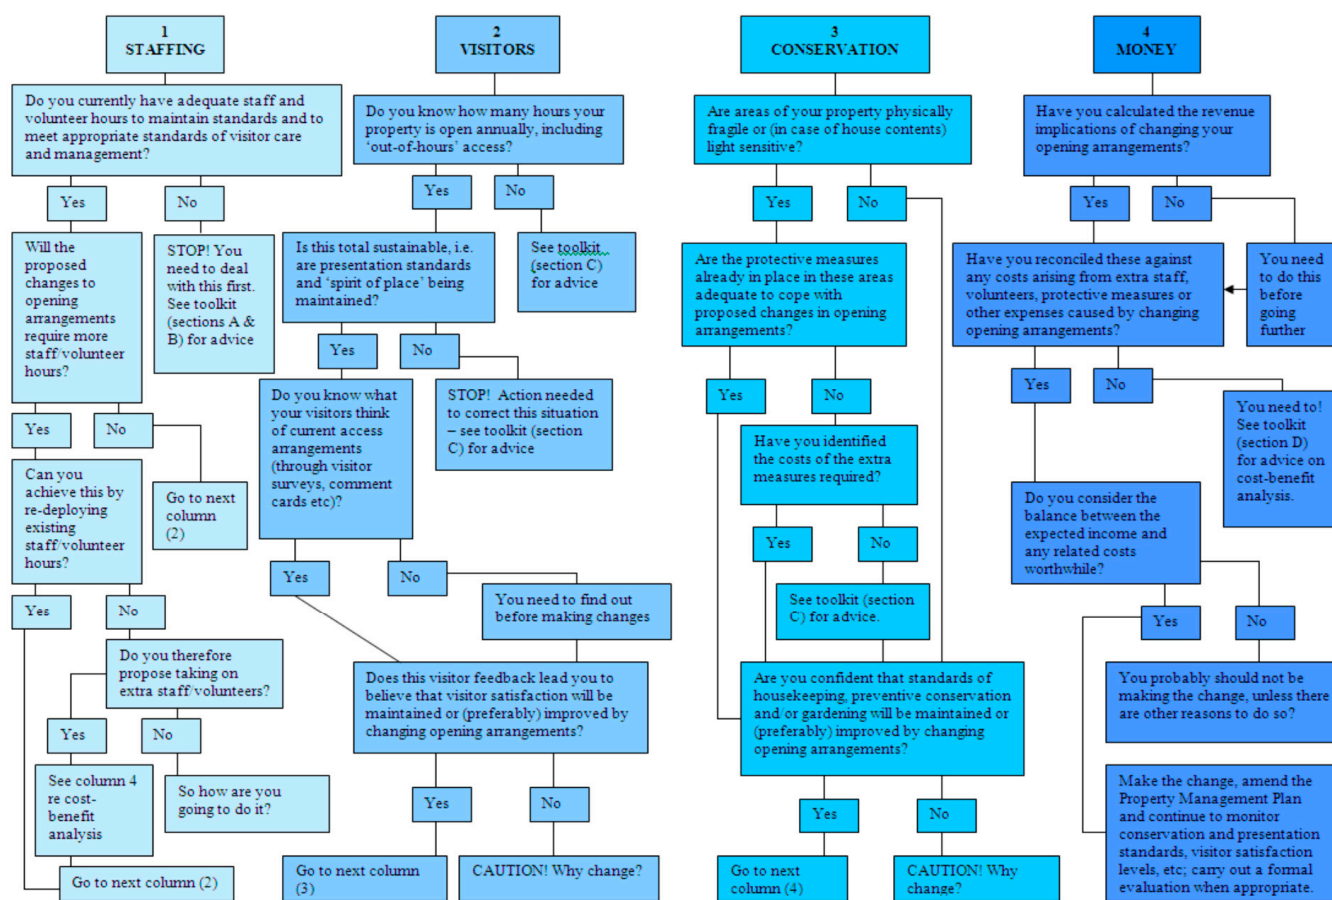 1
STAFFING
Do you currently have adequate staff and
volunteer hours to maintain standards and to
meet appropriate standards of visitor care
and management?
Yes
No
Will the
proposed
changes to
opening
arrangements
require more
staff/volunteer
hours?
STOP! You
need to deal
with this first.
See toolkit
(sections A &
B) for advice
Yes
No
Can you
achieve this by
re-deploying
existing
staff/volunteer
hours?
Go to next
column
(2)
Yes
No
Do you therefore
propose taking on
extra staff/volunteers?
Yes
No
See column 4
re cost-
benefit
analysis
So how are you
going to do it?
Go to next column (2)
2
VISITORS
Do you know how many hours your
property is open annually, including
‘out-of-hours’ access?
Yes
No
Is this total sustainable, i.e.
are presentation standards
and ‘spirit of place’ being
maintained?
See toolkit
(section C)
for advice
Yes
No
Do you know what
your visitors think
of current access
arrangements
(through visitor
surveys, comment
cards etc)?
STOP! Action needed
to correct this situation
– see toolkit (section
C) for advice
Yes
No
You need to find out
before making changes
Does this visitor feedback lead you to
believe that visitor satisfaction will be
maintained or (preferably) improved by
changing opening arrangements?
Yes
No
Go to next column
(3)
CAUTION! Why change?
3
CONSERVATION
Are areas of your property physically
fragile or (in case of house contents)
light sensitive?
Yes
No
Are the protective measures
already in place in these areas
adequate to cope with
proposed changes in opening
arrangements?
Yes
No
Have you identified
the costs of the extra
measures required?
Yes
No
See toolkit (section
C) for advice.
Are you confident that standards of
housekeeping, preventive conservation
and/or gardening will be maintained or
(preferably) improved by changing
opening arrangements?
Yes
No
Go to next
column (4)
CAUTION! Why
change?
4
MONEY
Have you calculated the revenue
implications of changing your
opening arrangements?
Yes
No
Have you reconciled these against
any costs arising from extra staff,
volunteers, protective measures or
other expenses caused by changing
opening arrangements?
You need
to do this
before
going
further
Yes
No
You need to!
See toolkit
(section D)
for advice on
cost-benefit
analysis.
Do you consider the
balance between the
expected income and
any related costs
worthwhile?
Yes
No
You probably should not be
making the change, unless there
are other reasons to do so?
Make the change, amend the
Property Management Plan
and continue to monitor
conservation and presentation
standards, visitor satisfaction
levels, etc; carry out a formal
evaluation when appropriate.